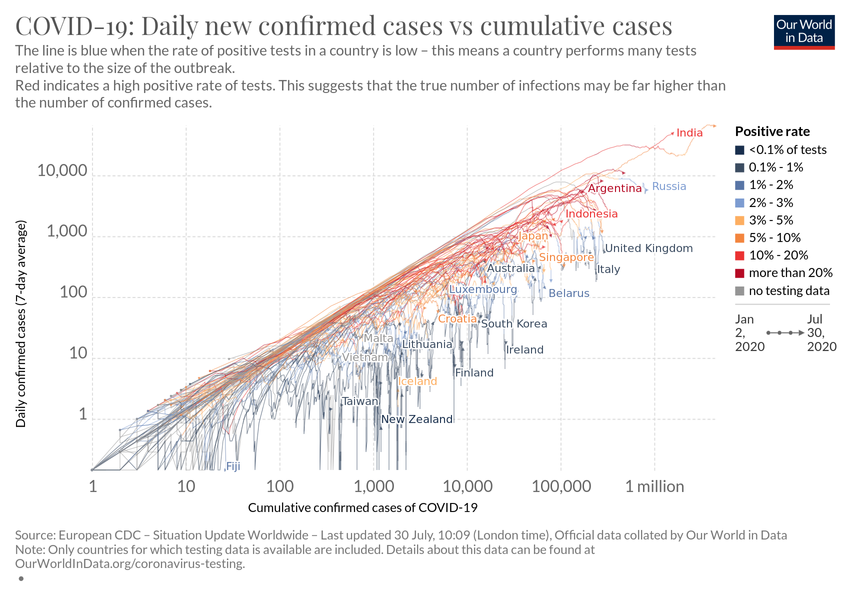 COVID-19: Daily new confirmed cases vs cumulative cases
Our World
in Data
The line is blue when the rate of positive tests in a country is low – this means a country performs many tests
relative to the size of the outbreak.
Red indicates a high positive rate of tests. This suggests that the true number of infections may be far higher than
the number of confirmed cases.
Daily confirmed cases (7-day average)
10,000
1,000
100
10
1
India
Argentina
Russia
Indonesia
Japan
United Kingdom
Singapore
Australia
Italy
Luxembourg
Belarus
Croatia
South Korea
Malta
Lithuania
Vietnam
Ireland
Finland
Iceland
Taiwan
New Zealand
Fiji
1
10
100
1,000
10,000
100,000
1 million
Cumulative confirmed cases of COVID-19
Positive rate
<0.1% of tests
0.1% - 1%
1% - 2%
2% - 3%
3% - 5%
5% - 10%
10% - 20%
more than 20%
no testing data
Jan
2,
2020
Jul
30,
2020
Source: European CDC – Situation Update Worldwide – Last updated 30 July, 10:09 (London time), Official data collated by Our World in Data
Note: Only countries for which testing data is available are included. Details about this data can be found at
OurWorldInData.org/coronavirus-testing.